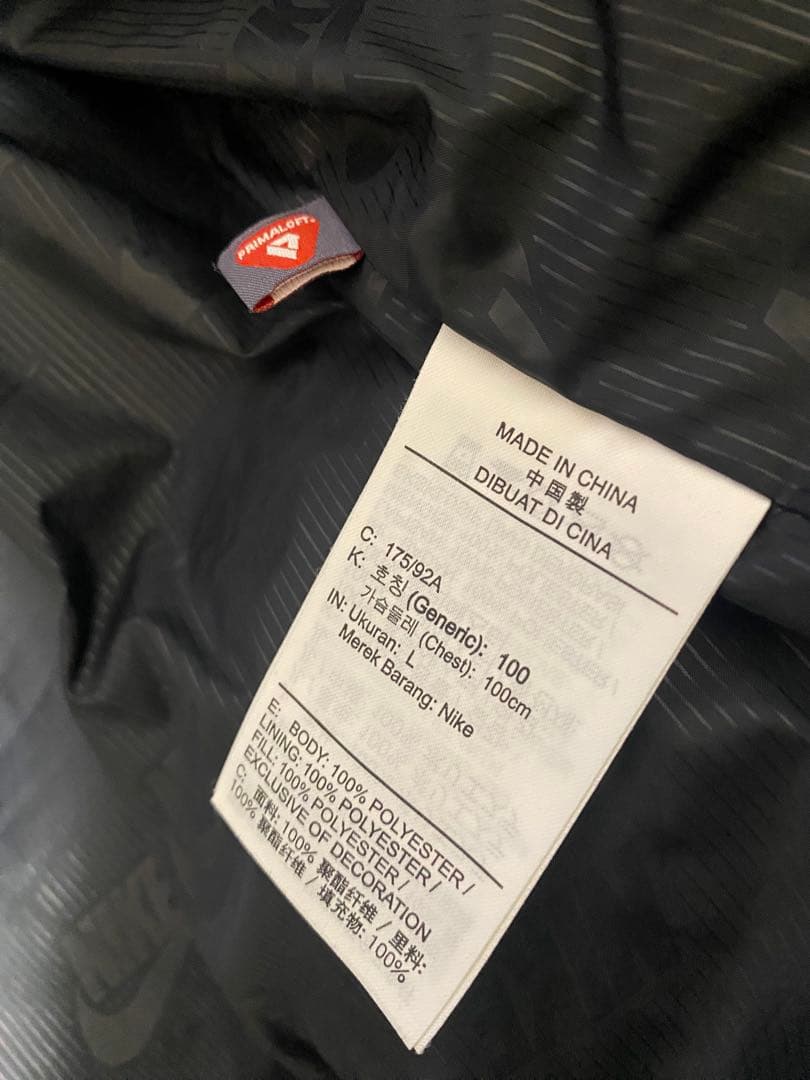 PRIMALOFT®
MADE IN CHINA
中国製
DIBUAT DI CINA
C: 175/92A
K: 호칭 (Generic): 100
가슴둘레 (Chest): 100cm
IN: Ukuran: L
Merek Barang: Nike
E: BODY: 100% POLYESTER /
LINING: 100% POLYESTER /
FILL: 100% POLYESTER /
EXCLUSIVE OF DECORATION
C: 面料: 100% 聚酯纤维 / 里料:
100% 聚酯纤维 / 填充物: 100%
NIKE